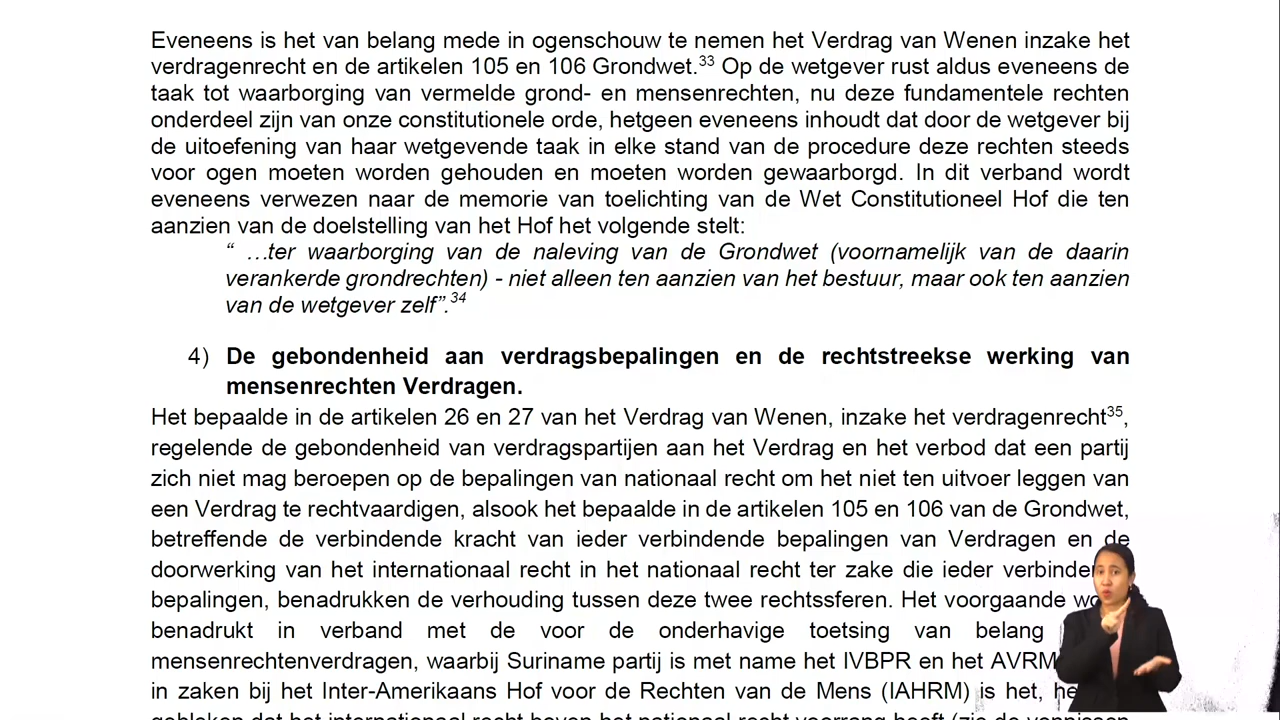 Eveneens is het van belang mede in ogenschouw te nemen het Verdrag van Wenen inzake het
verdragenrecht en de artikelen 105 en 106 Grondwet.33 Op de wetgever rust aldus eveneens de
taak tot waarborging van vermelde grond- en mensenrechten, nu deze fundamentele rechten
onderdeel zijn van onze constitutionele orde, hetgeen eveneens inhoudt dat door de wetgever bij
de uitoefening van haar wetgevende taak in elke stand van de procedure deze rechten steeds
voor ogen moeten worden gehouden en moeten worden gewaarborgd. In dit verband wordt
eveneens verwezen naar de memorie van toelichting van de Wet Constitutioneel Hof die ten
aanzien van de doelstelling van het Hof het volgende stelt:
“ …ter waarborging van de naleving van de Grondwet (voornamelijk van de daarin
verankerde grondrechten) - niet alleen ten aanzien van het bestuur, maar ook ten aanzien
van de wetgever zelf”.34
4) De gebondenheid aan verdragsbepalingen en de rechtstreekse werking van
mensenrechten Verdragen.
Het bepaalde in de artikelen 26 en 27 van het Verdrag van Wenen, inzake het verdragenrecht35,
regelende de gebondenheid van verdragspartijen aan het Verdrag en het verbod dat een partij
zich niet mag beroepen op de bepalingen van nationaal recht om het niet ten uitvoer leggen van
een Verdrag te rechtvaardigen, alsook het bepaalde in de artikelen 105 en 106 van de Grondwet,
betreffende de verbindende kracht van ieder verbindende bepalingen van Verdragen en de
doorwerking van het internationaal recht in het nationaal recht ter zake die ieder
bepalingen, benadrukken de verhouding tussen deze twee rechtssferen. Het voorgaande
benadrukt in verband met de voor de onderhavige toetsing van belang
mensenrechtenverdragen, waarbij Suriname partij is met name het IVBPR en het
in zaken bij het Inter-Amerikaans Hof voor de Rechten van de Mens (IAHRM) is het,
gebleken dat het internationaal recht boven het nationaal recht voorrang heeft (zie de vonnissen